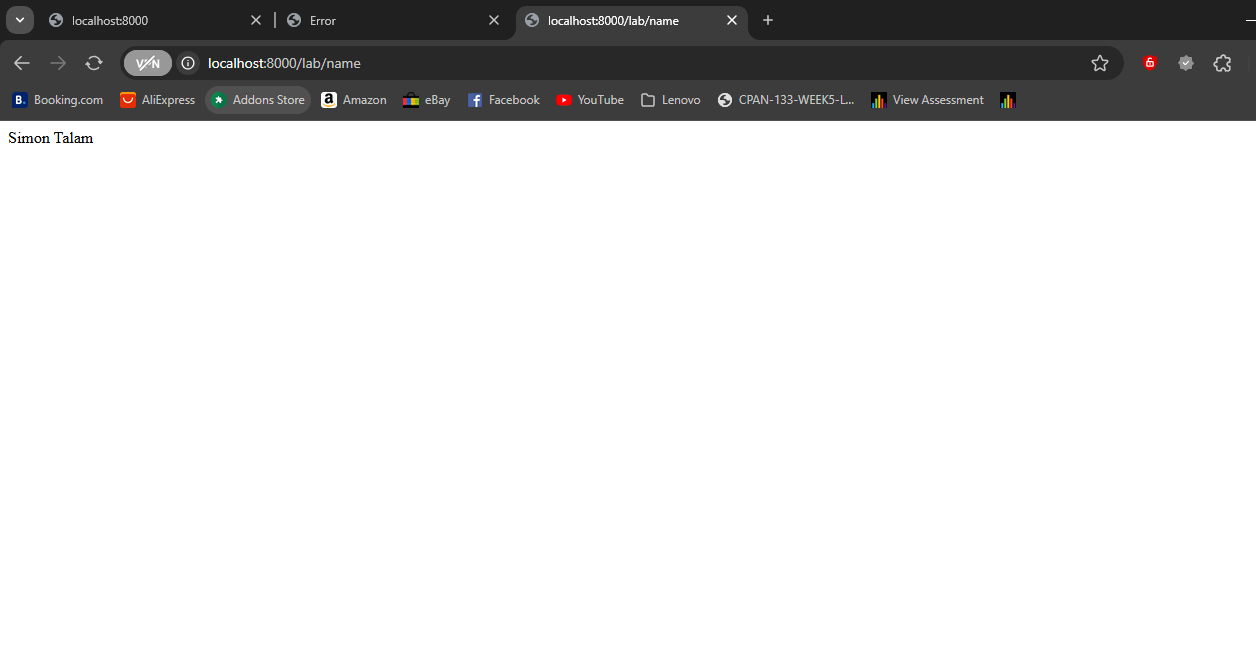 localhost:8000 Error localhost:8000/lab/name
VPN localhost:8000/lab/name
B. Booking.com AliExpress Addons Store a Amazon eBay f Facebook YouTube Lenovo CPAN-133-WEEK5-L... View Assessment
Simon Talam